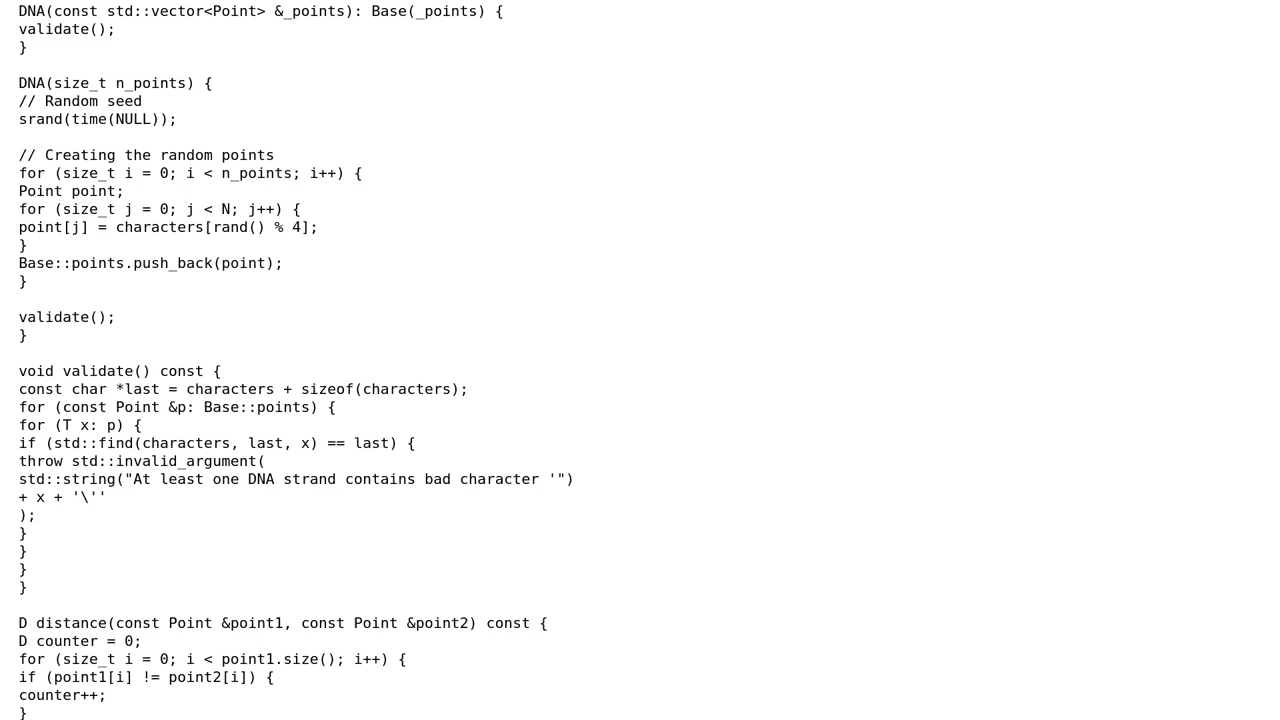 DNA(const std::vector<Point> &_points): Base(_points) {
validate();
}

DNA(size_t n_points) {
// Random seed
srand(time(NULL));

// Creating the random points
for (size_t i = 0; i < n_points; i++) {
Point point;
for (size_t j = 0; j < N; j++) {
point[j] = characters[rand() % 4];
}
Base::points.push_back(point);
}

validate();
}

void validate() const {
const char *last = characters + sizeof(characters);
for (const Point &p: Base::points) {
for (T x: p) {
if (std::find(characters, last, x) == last) {
throw std::invalid_argument(
std::string("At least one DNA strand contains bad character '")
+ x + '\''
);
}
}
}
}

D distance(const Point &point1, const Point &point2) const {
D counter = 0;
for (size_t i = 0; i < point1.size(); i++) {
if (point1[i] != point2[i]) {
counter++;
}